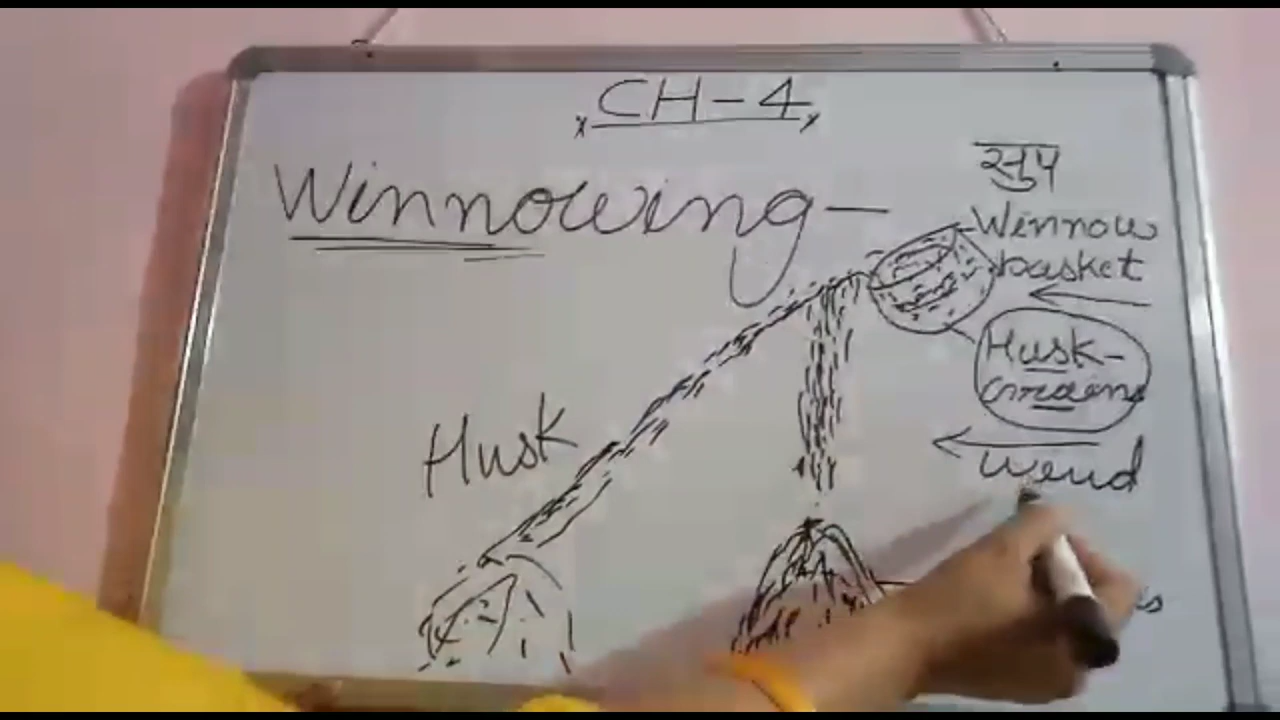 CH-4
Winnowing-
सुप
Winnow
basket
Husk-
Grains
Husk
wind